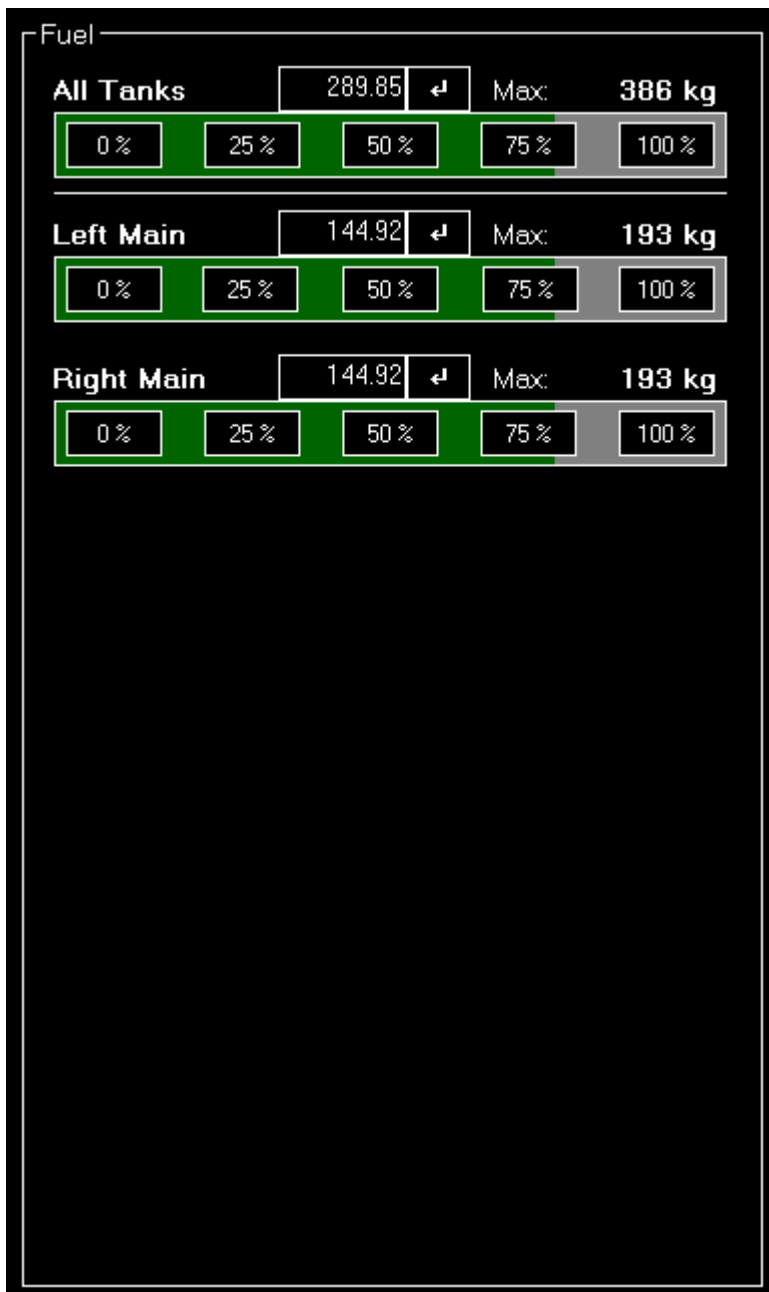 Fuel
All Tanks 289.85 ↵ Max: 386 kg
0 % 25 % 50 % 75 % 100 %
Left Main 144.92 ↵ Max: 193 kg
0 % 25 % 50 % 75 % 100 %
Right Main 144.92 ↵ Max: 193 kg
0 % 25 % 50 % 75 % 100 %